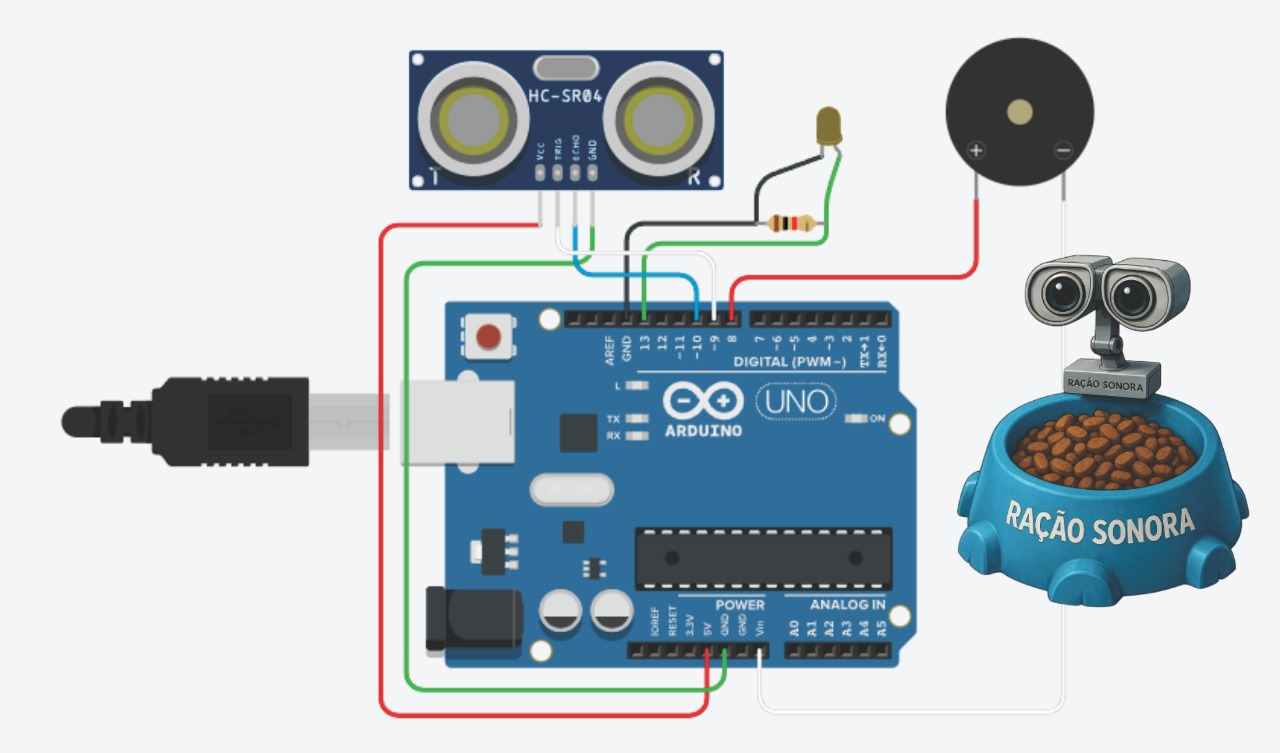 HC-SR04
VCC
TRIG
ECHO
GND
T
R
+
−
AREF
GND
13
12
~11
~10
~9
8
7
~6
~5
4
~3
2
TX→1
RX←0
DIGITAL (PWM~)
L
TX
RX
ARDUINO
UNO
ON
RAÇÃO SONORA
RAÇÃO SONORA
POWER
ANALOG IN
IOREF
RESET
3.3V
5V
GND
GND
Vin
A0
A1
A2
A3
A4
A5